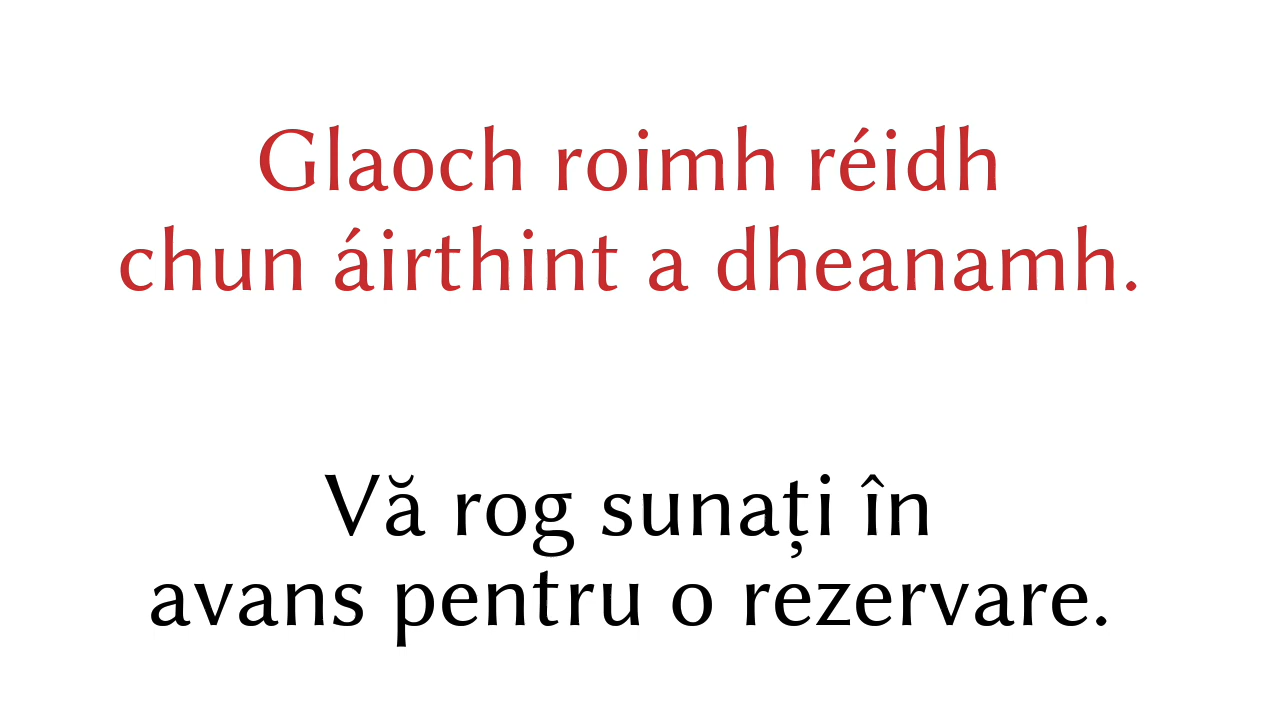 Glaoch roimh réidh
chun áirthint a dheanamh.
Vă rog sunați în
avans pentru o rezervare.